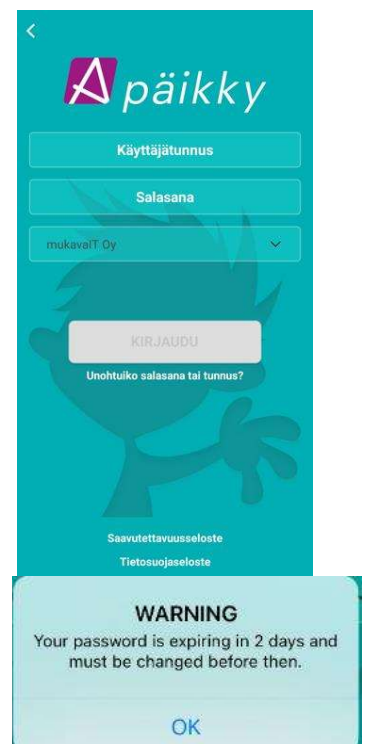 A päikky
Käyttäjätunnus
Salasana
mukavaIT Oy
KIRJAUDU
Unohtuiko salasana tai tunnus?
Saavutettavuusseloste
Tietosuojaseloste
WARNING
Your password is expiring in 2 days and
must be changed before then.
OK